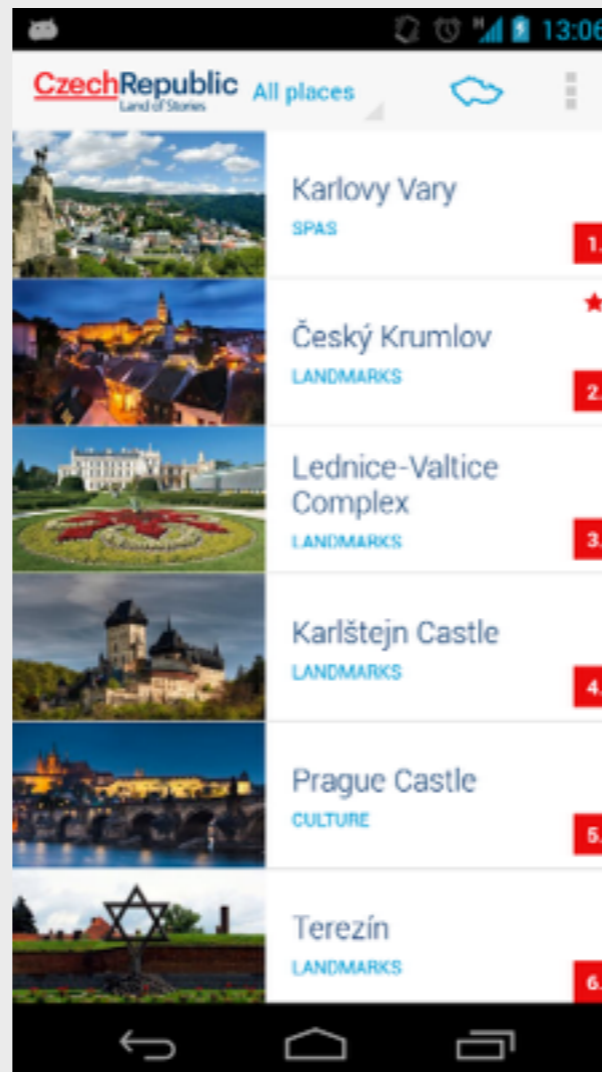 H 13:06
CzechRepublic
Land of Stories
All places
Karlovy Vary
SPAS
1.
Český Krumlov
LANDMARKS
2.
Lednice-Valtice
Complex
LANDMARKS
3.
Karlštejn Castle
LANDMARKS
4.
Prague Castle
CULTURE
5.
Terezín
LANDMARKS
6.